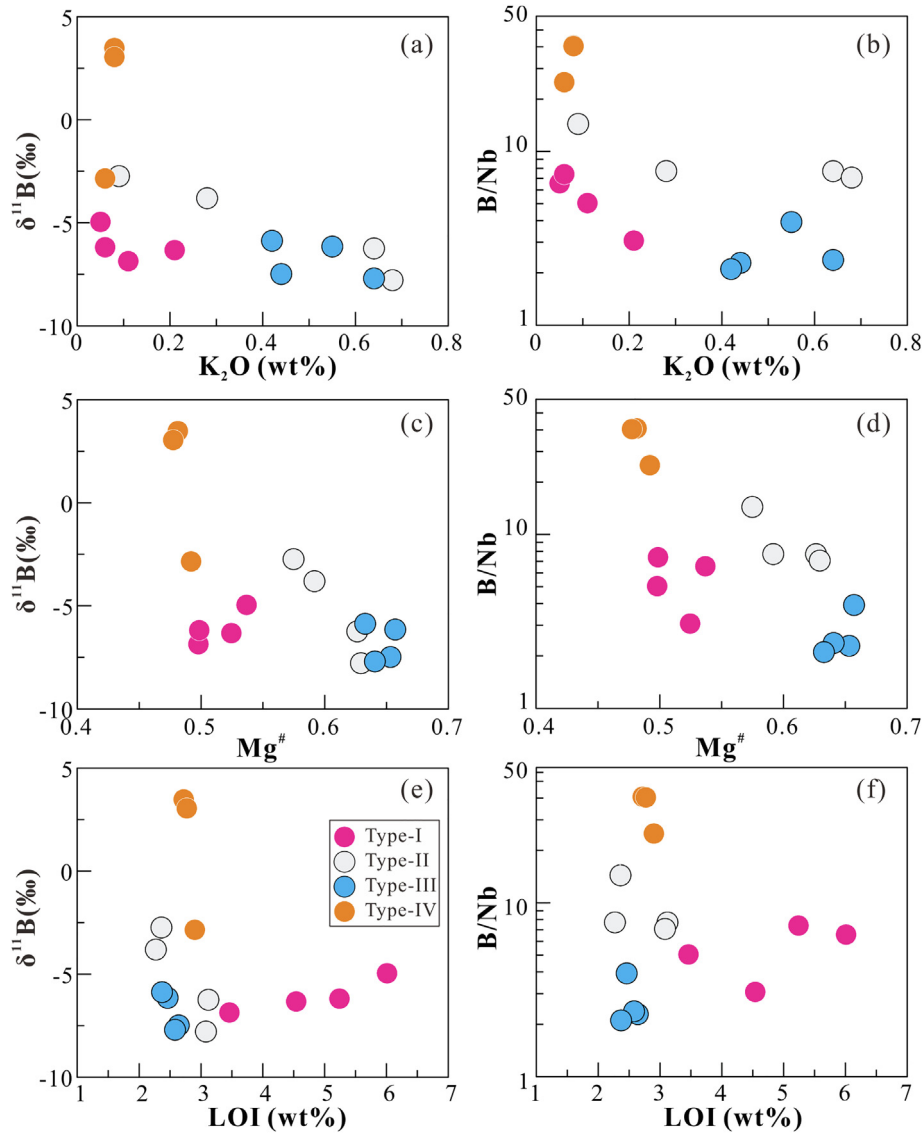 5
0
-5
-10
δ¹¹B(‰)
(a)
0
0.2
0.4
0.6
0.8
K₂O (wt%)
50
10
1
B/Nb
(b)
0
0.2
0.4
0.6
0.8
K₂O (wt%)
5
0
-5
-10
δ¹¹B(‰)
(c)
0.4
0.5
0.6
0.7
Mg#
50
10
1
B/Nb
(d)
0.4
0.5
0.6
0.7
Mg#
5
0
-5
-10
δ¹¹B(‰)
(e)
Type-I
Type-II
Type-III
Type-IV
1
2
3
4
5
6
7
LOI (wt%)
50
10
1
B/Nb
(f)
1
2
3
4
5
6
7
LOI (wt%)